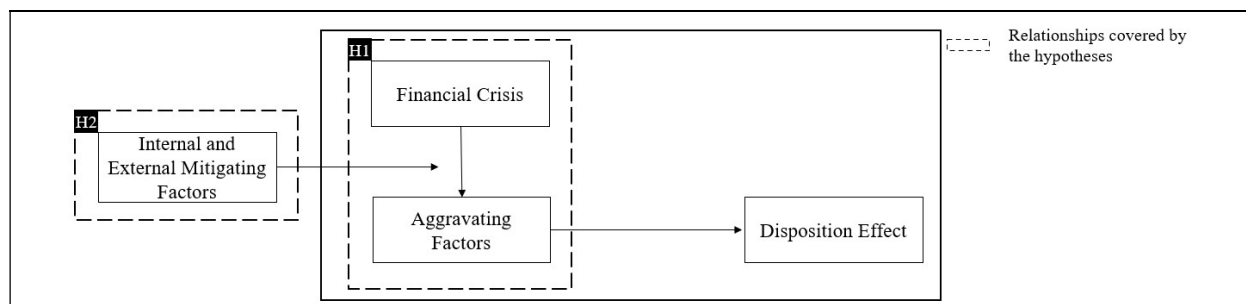 H1
Financial Crisis
Relationships covered by
the hypotheses
H2
Internal and
External Mitigating
Factors
Aggravating
Factors
Disposition Effect